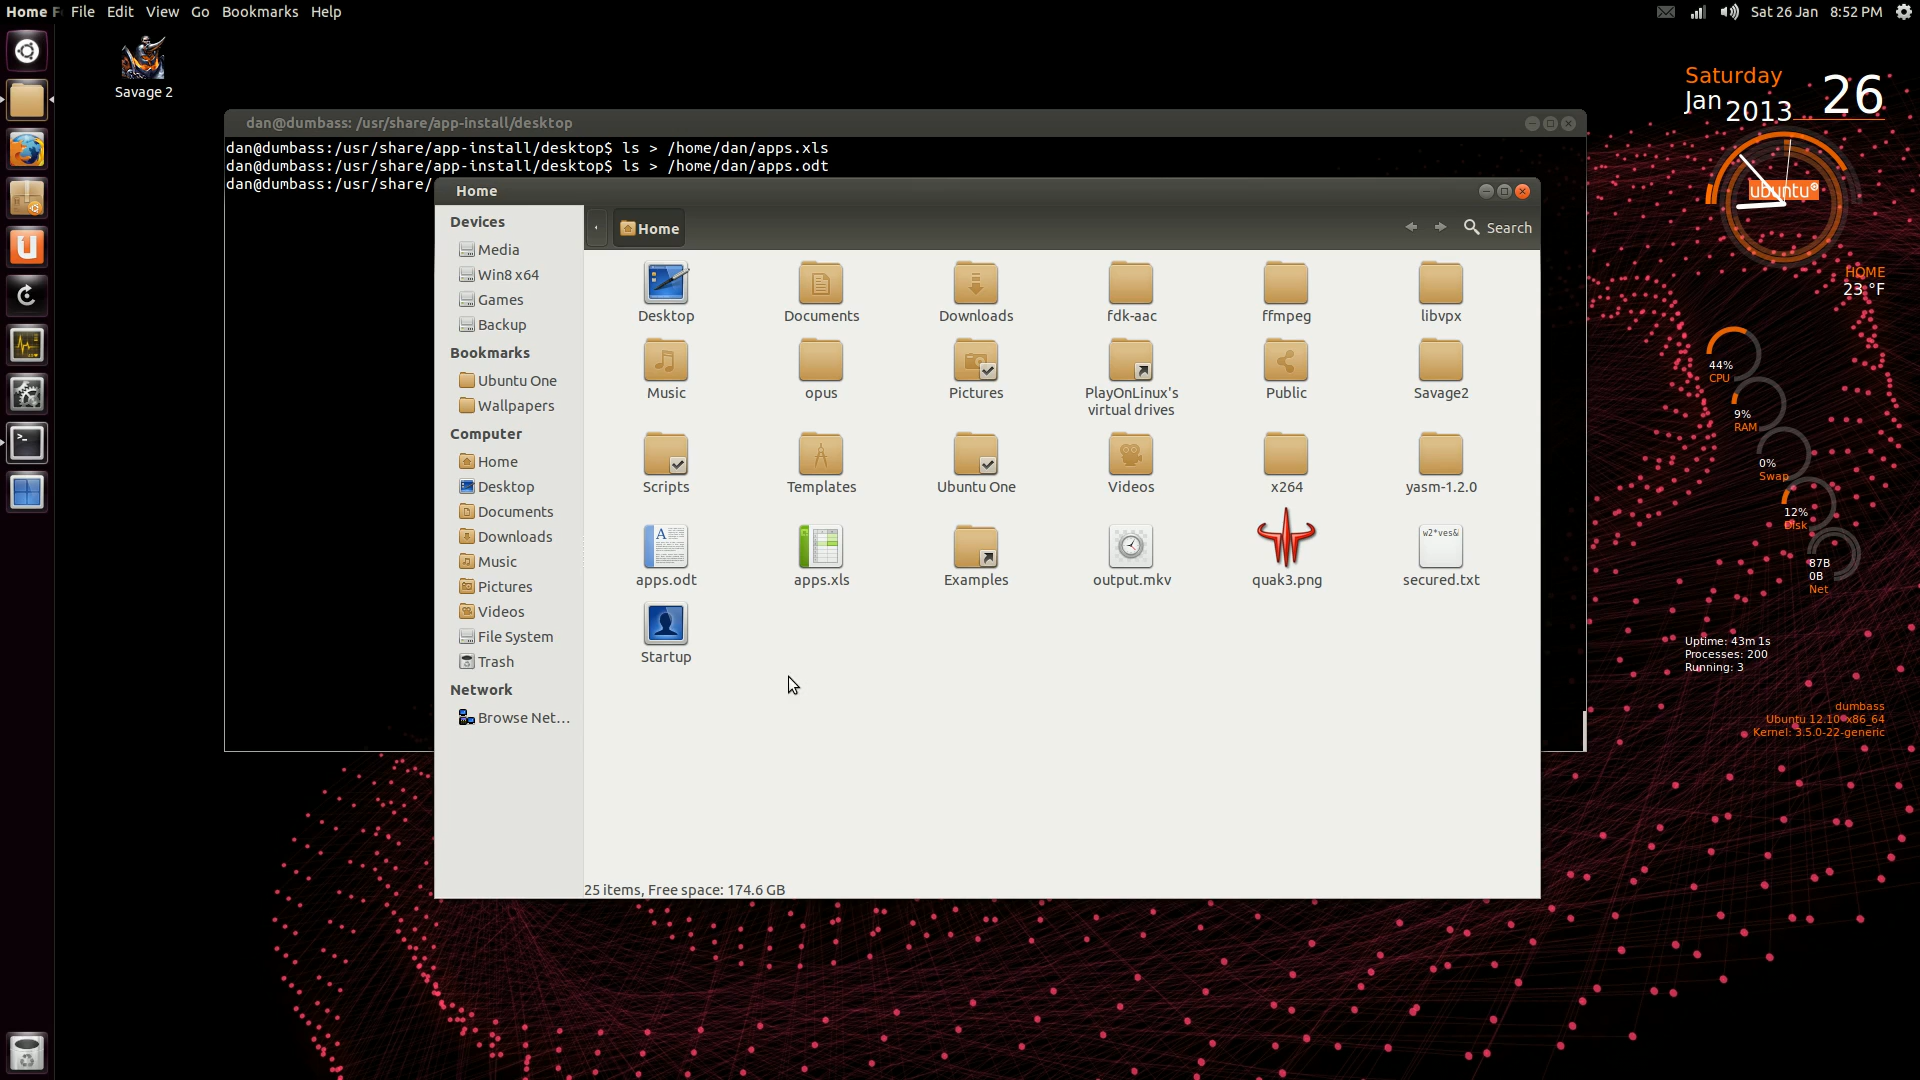 Home F File Edit View Go Bookmarks Help
Sat 26 Jan 8:52 PM
Savage 2
dan@dumbass: /usr/share/app-install/desktop
dan@dumbass:/usr/share/app-install/desktop$ ls > /home/dan/apps.xls
dan@dumbass:/usr/share/app-install/desktop$ ls > /home/dan/apps.odt
dan@dumbass:/usr/share/
Home
Home
Search
Devices
Media
Win8 x64
Games
Backup
Bookmarks
Ubuntu One
Wallpapers
Computer
Home
Desktop
Documents
Downloads
Music
Pictures
Videos
File System
Trash
Network
Browse Net...
Desktop Documents Downloads fdk-aac ffmpeg libvpx
Music opus Pictures PlayOnLinux's virtual drives Public Savage2
Scripts Templates Ubuntu One Videos x264 yasm-1.2.0
w2*ves&
apps.odt apps.xls Examples output.mkv quak3.png secured.txt
Startup
25 items, Free space: 174.6 GB
Saturday
Jan 2013 26
ubuntu®
HOME
23 °F
44%
CPU
9%
RAM
0%
Swap
12%
Disk
87B
0B
Net
Uptime: 43m 1s
Processes: 200
Running: 3
dumbass
Ubuntu 12.10 x86_64
Kernel: 3.5.0-22-generic